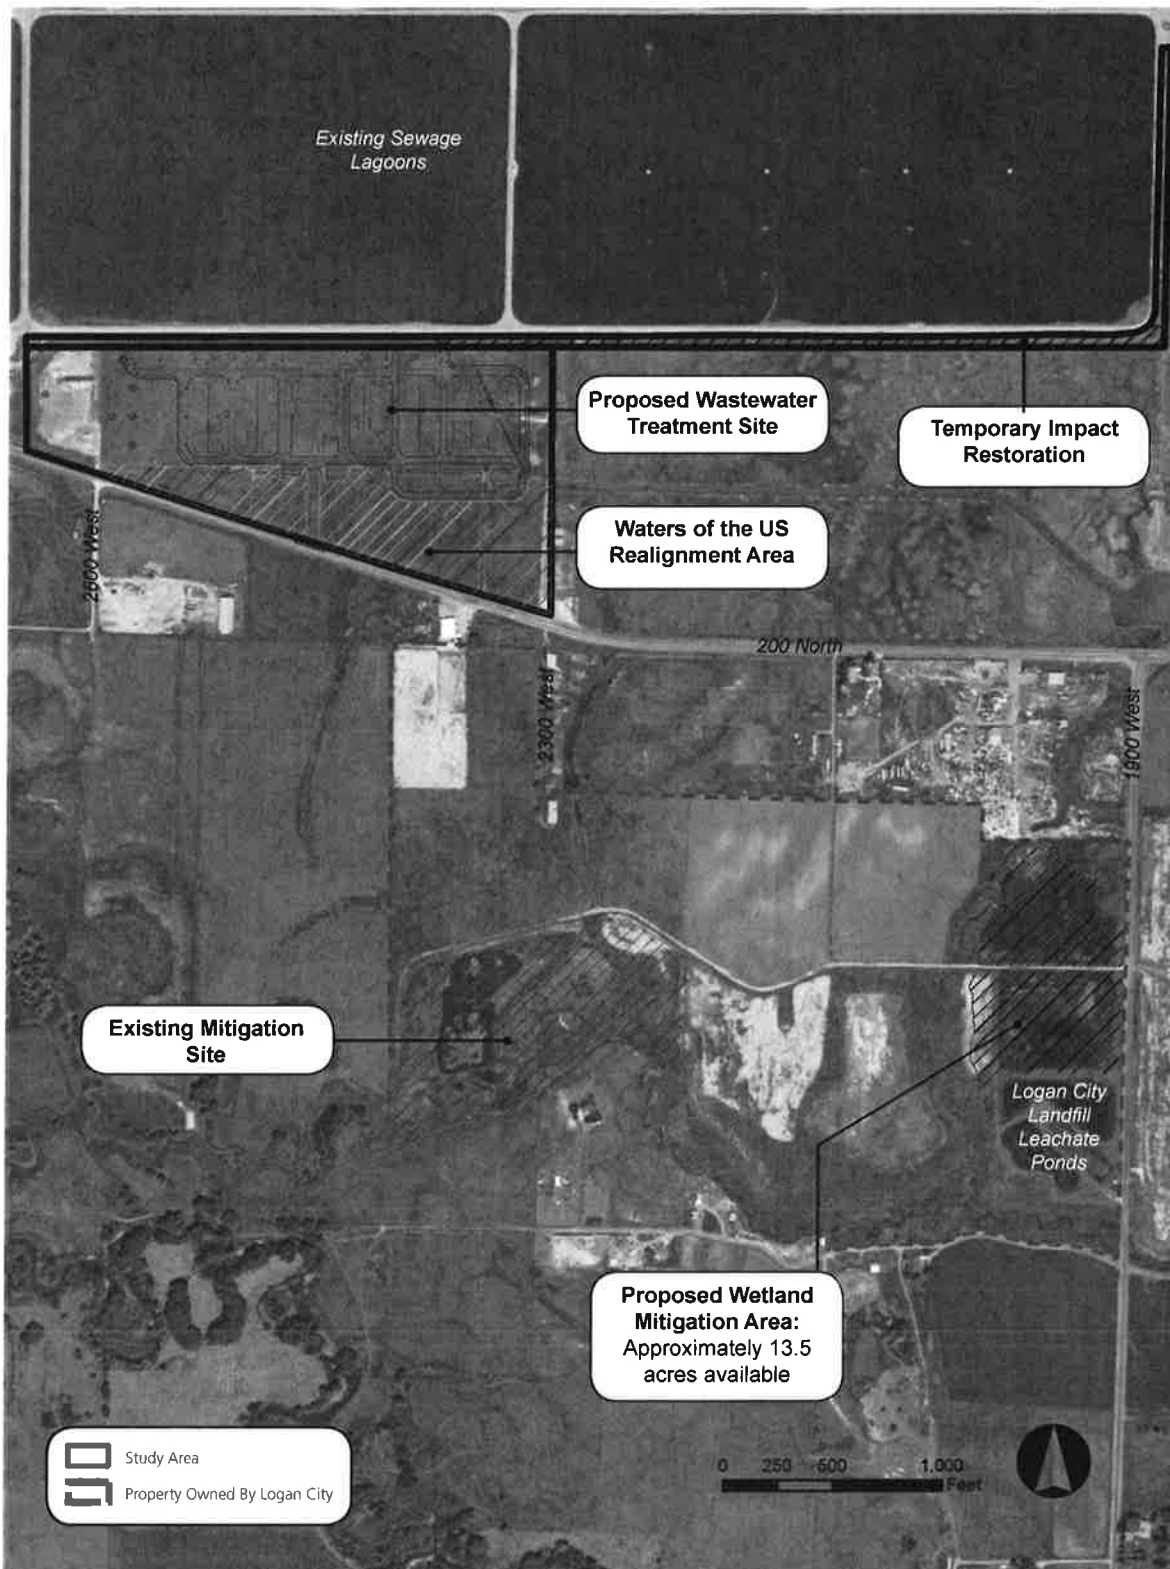 Existing Sewage
Lagoons
Proposed Wastewater
Treatment Site
Temporary Impact
Restoration
Waters of the US
Realignment Area
2600 West
200 North
2300 West
1900 West
Existing Mitigation
Site
Logan City
Landfill
Leachate
Ponds
Proposed Wetland
Mitigation Area:
Approximately 13.5
acres available
Study Area
Property Owned By Logan City
0 250 500 1,000
Feet